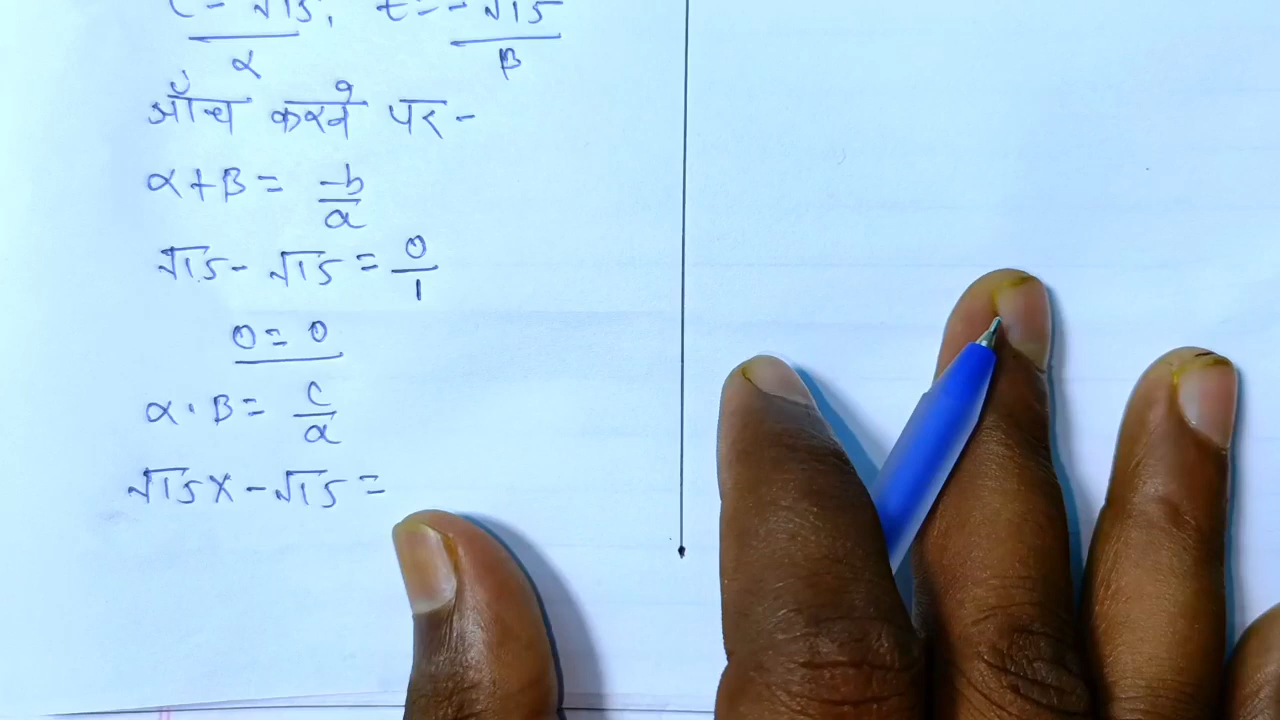 t = √15, t = -√15
α β
जाँच करने पर -
α + β = -b/a
√15 - √15 = 0/1
0 = 0
α · β = c/a
√15 x - √15 =